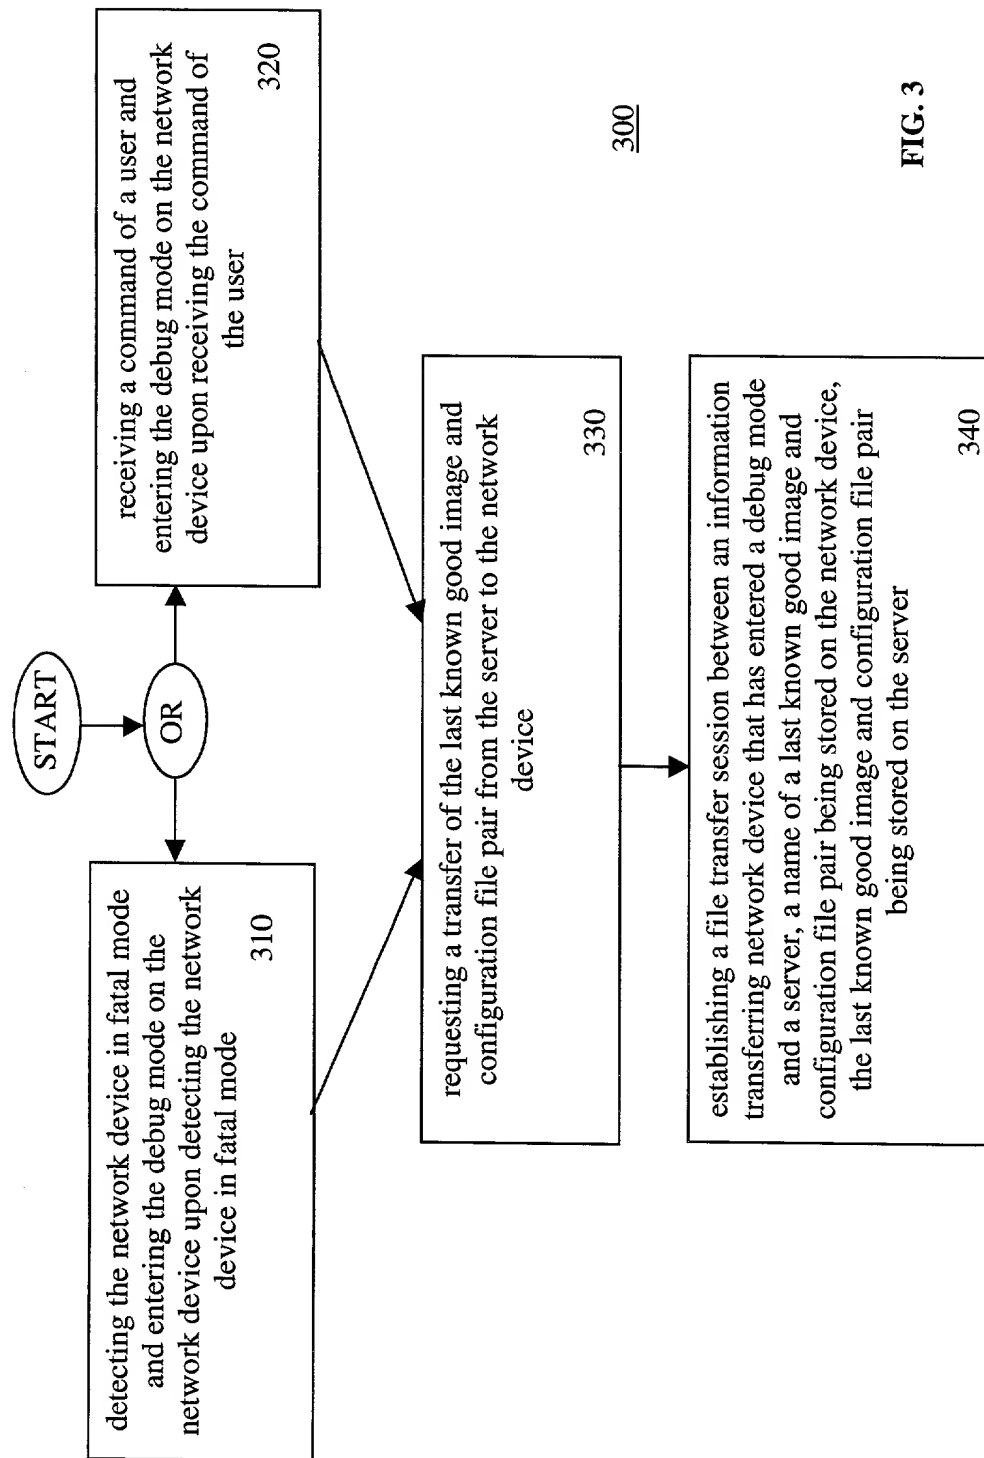 START
OR
detecting the network device in fatal mode
and entering the debug mode on the
network device upon detecting the network
device in fatal mode
310
receiving a command of a user and
entering the debug mode on the network
device upon receiving the command of
the user
320
requesting a transfer of the last known good image and
configuration file pair from the server to the network
device
330
establishing a file transfer session between an information
transferring network device that has entered a debug mode
and a server, a name of a last known good image and
configuration file pair being stored on the network device,
the last known good image and configuration file pair
being stored on the server
340
300
FIG. 3